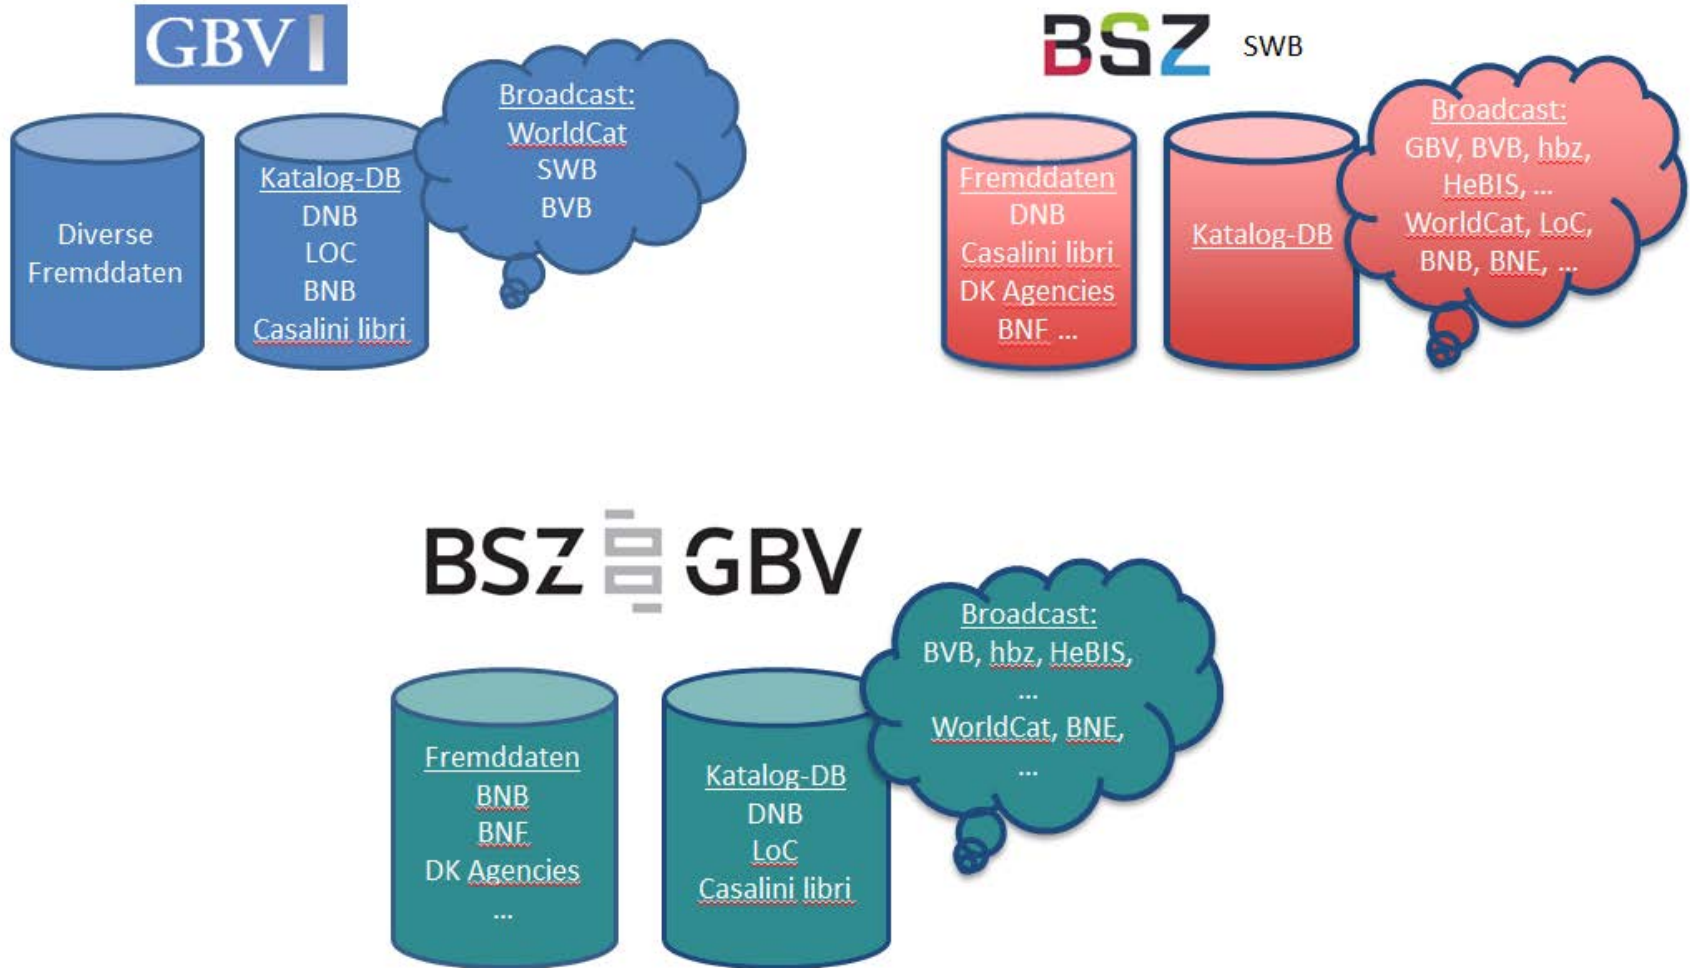 GBV
Diverse
Fremddaten
Katalog-DB
DNB
LOC
BNB
Casalini libri
Broadcast:
WorldCat
SWB
BVB
BSZ SWB
Fremddaten
DNB
Casalini libri
DK Agencies
BNF ...
Katalog-DB
Broadcast:
GBV, BVB, hbz,
HeBIS, ...
WorldCat, LoC,
BNB, BNE, ...
BSZ GBV
Fremddaten
BNB
BNF
DK Agencies
...
Katalog-DB
DNB
LoC
Casalini libri
Broadcast:
BVB, hbz, HeBIS,
...
WorldCat, BNE,
...